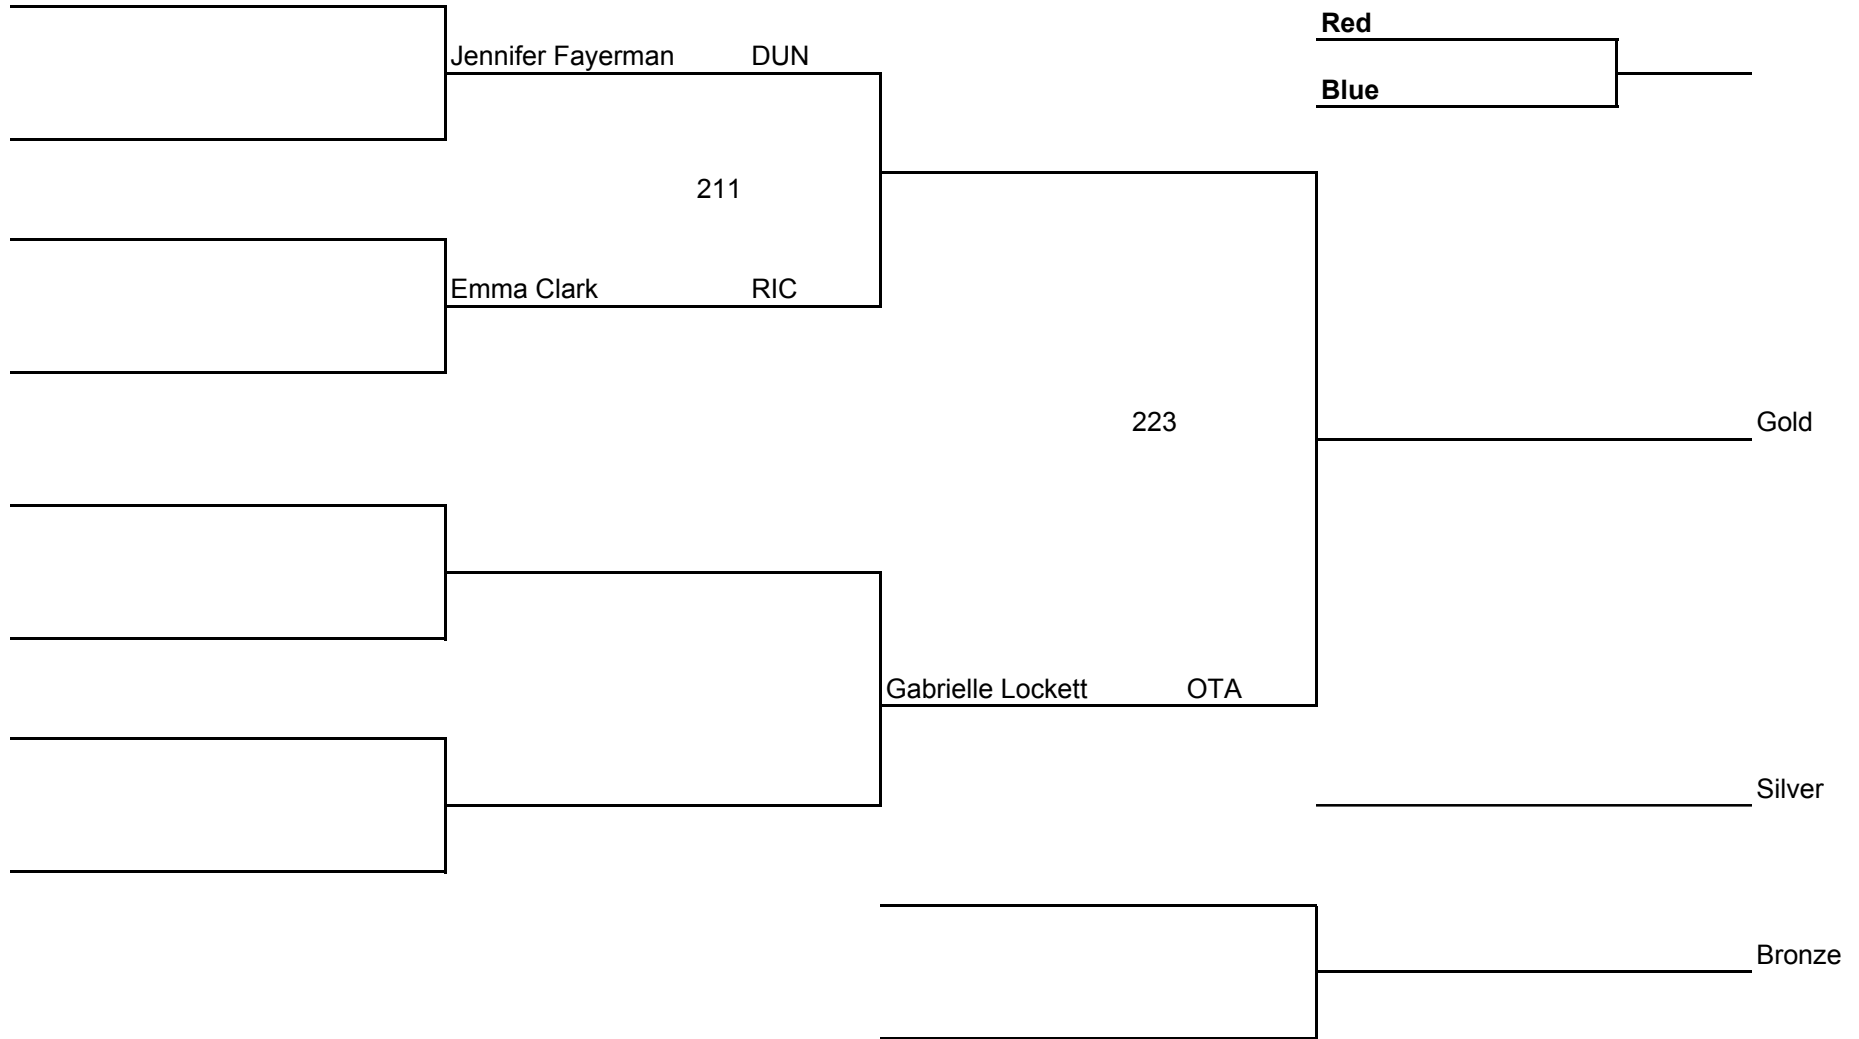 Red
Jennifer Fayerman DUN
Blue
211
Emma Clark RIC
223
Gold
Gabrielle Lockett OTA
Silver
Bronze